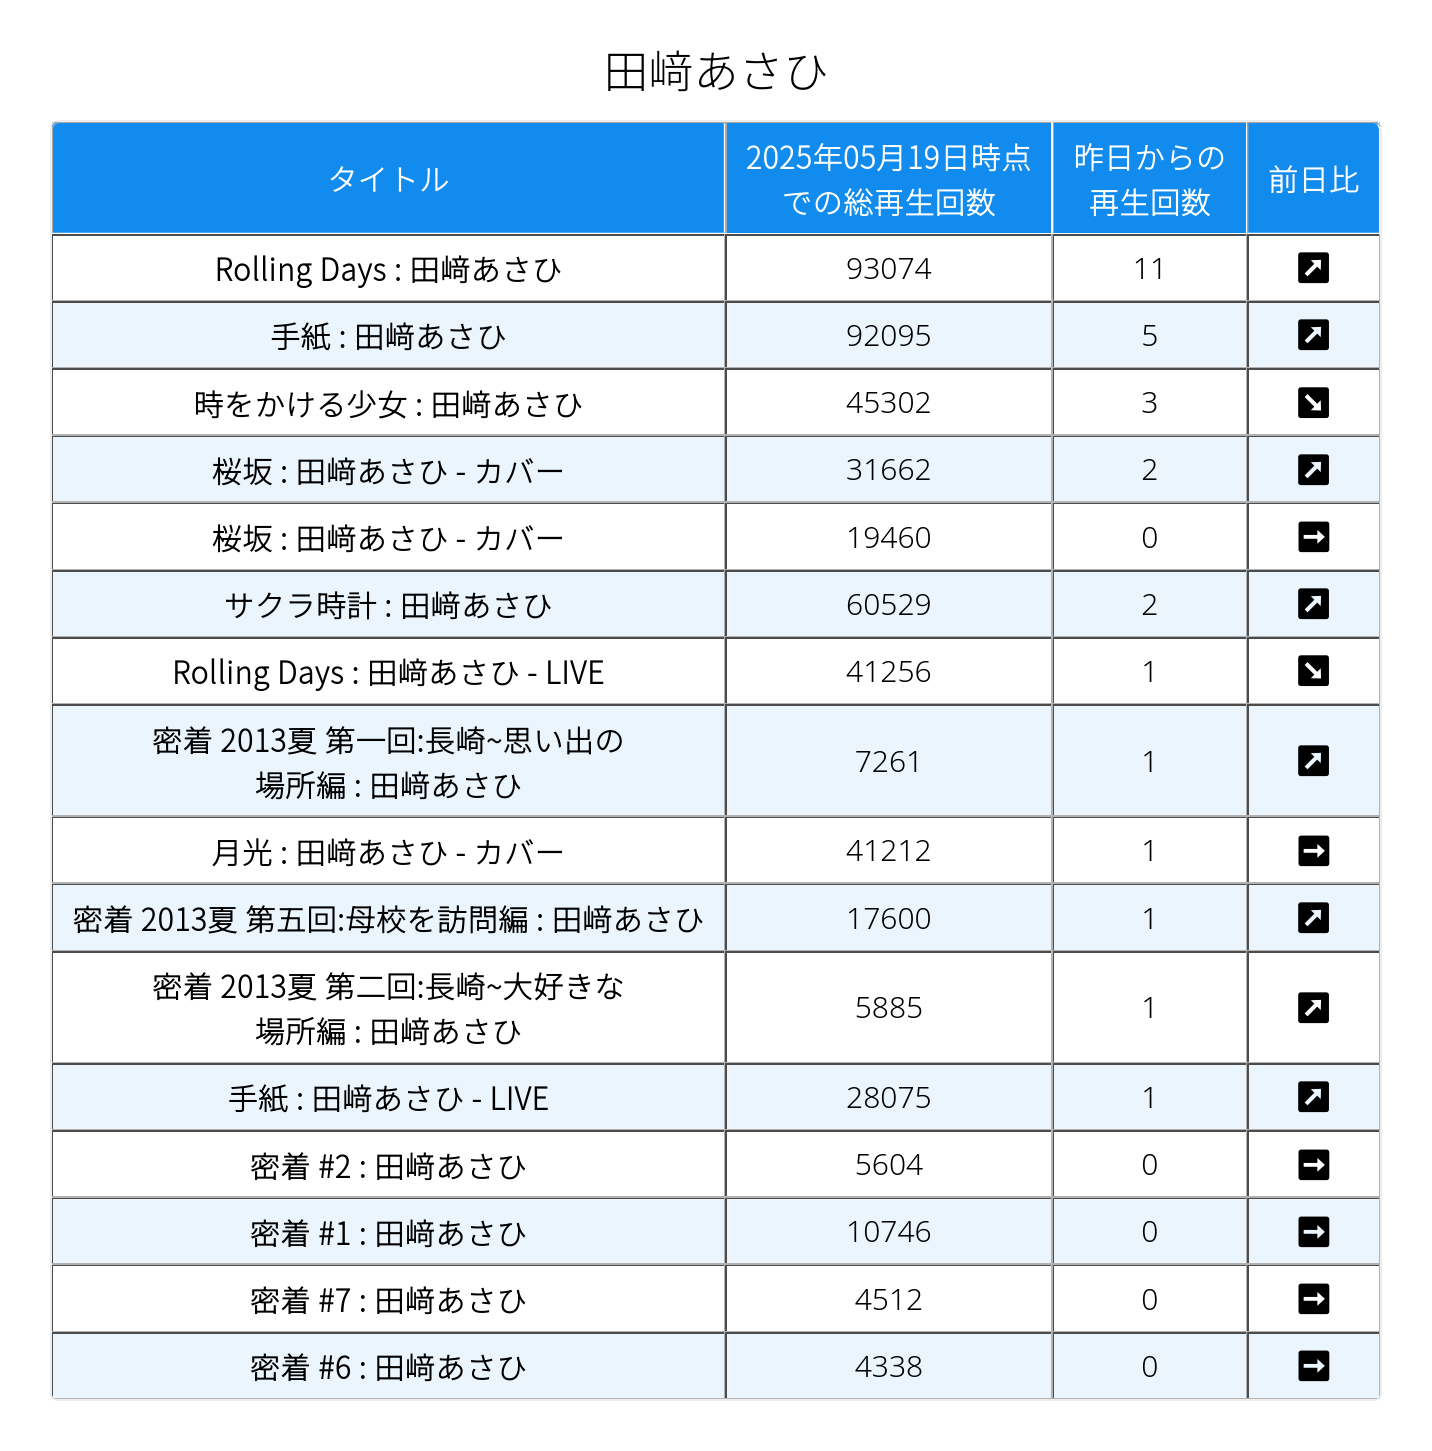 田﨑あさひ
タイトル
2025年05月19日時点
での総再生回数
昨日からの
再生回数
前日比
Rolling Days : 田﨑あさひ 93074 11 ↗
手紙 : 田﨑あさひ 92095 5 ↗
時をかける少女 : 田﨑あさひ 45302 3 ↘
桜坂 : 田﨑あさひ - カバー 31662 2 ↗
桜坂 : 田﨑あさひ - カバー 19460 0 →
サクラ時計 : 田﨑あさひ 60529 2 ↗
Rolling Days : 田﨑あさひ - LIVE 41256 1 ↘
密着 2013夏 第一回:長崎~思い出の
場所編 : 田﨑あさひ 7261 1 ↗
月光 : 田﨑あさひ - カバー 41212 1 →
密着 2013夏 第五回:母校を訪問編 : 田﨑あさひ 17600 1 ↗
密着 2013夏 第二回:長崎~大好きな
場所編 : 田﨑あさひ 5885 1 ↗
手紙 : 田﨑あさひ - LIVE 28075 1 ↗
密着 #2 : 田﨑あさひ 5604 0 →
密着 #1 : 田﨑あさひ 10746 0 →
密着 #7 : 田﨑あさひ 4512 0 →
密着 #6 : 田﨑あさひ 4338 0 →